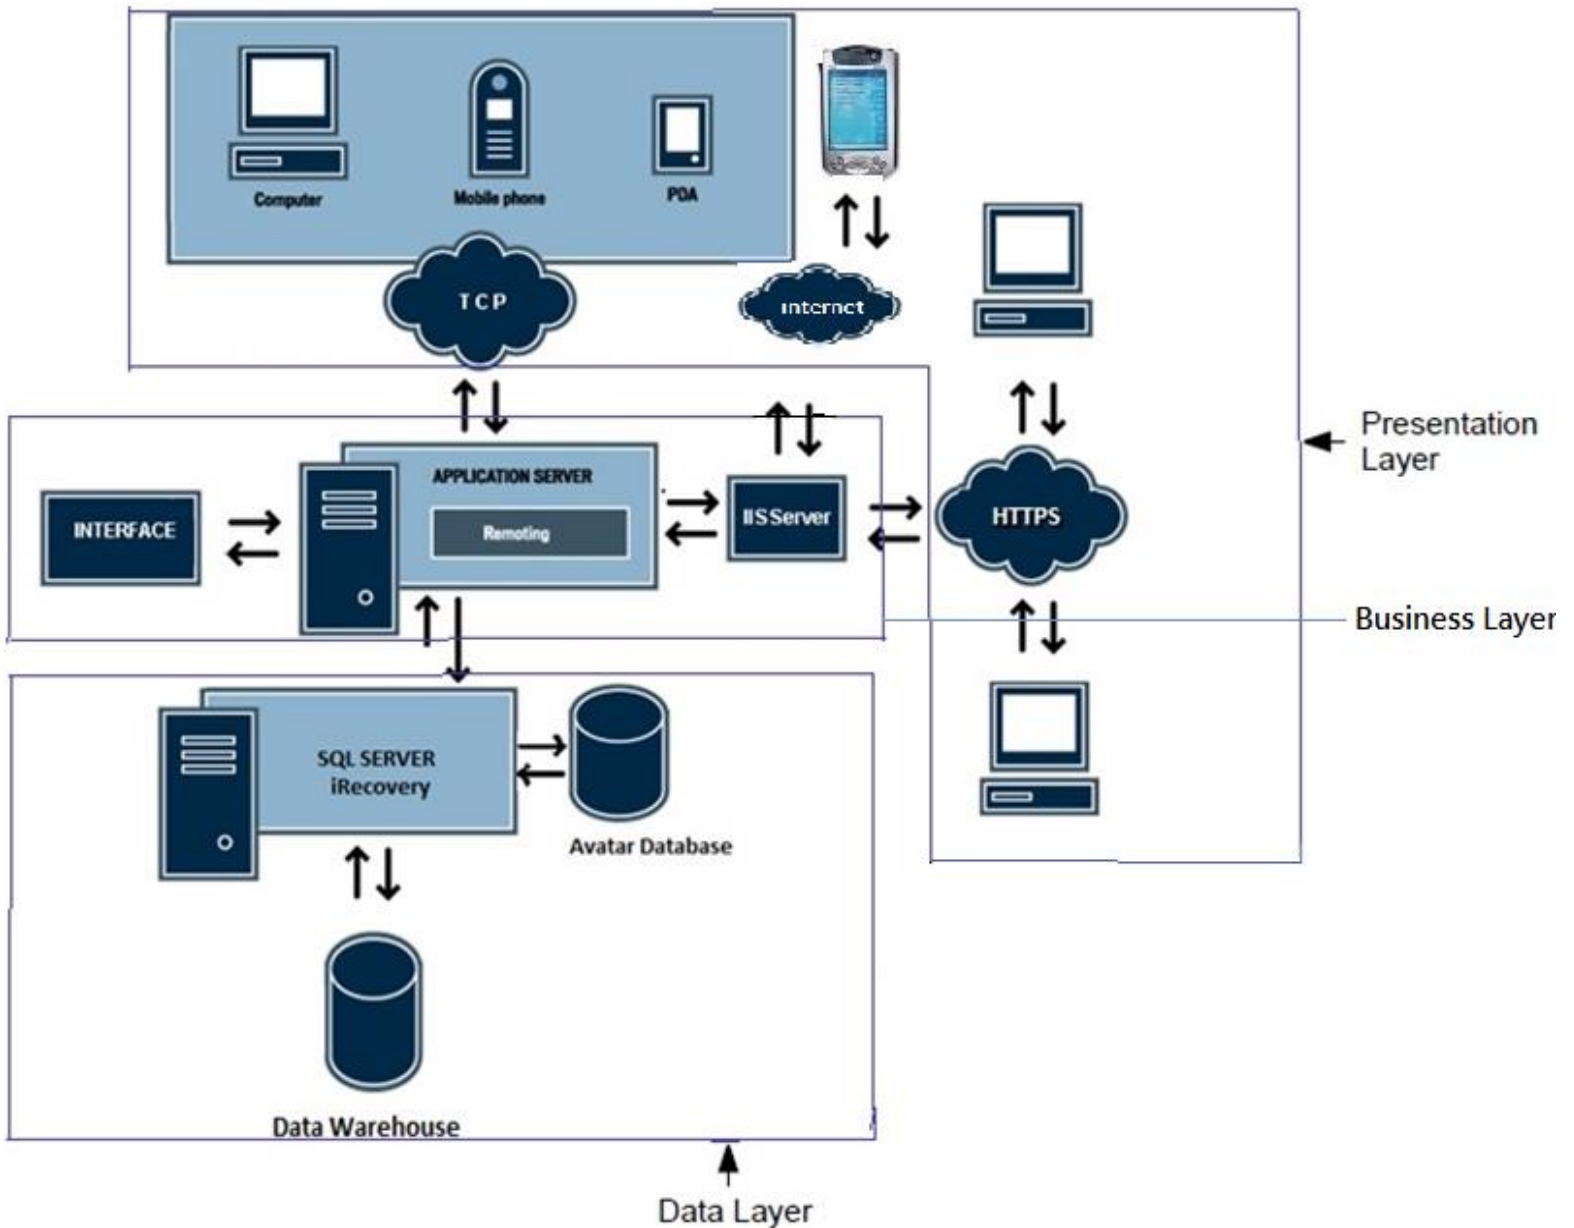 Computer
Mobile phone
PDA
TCP
internet
Presentation
Layer
APPLICATION SERVER
Remoting
INTERFACE
IIS Server
HTTPS
Business Layer
SQL SERVER
iRecovery
Avatar Database
Data Warehouse
Data Layer